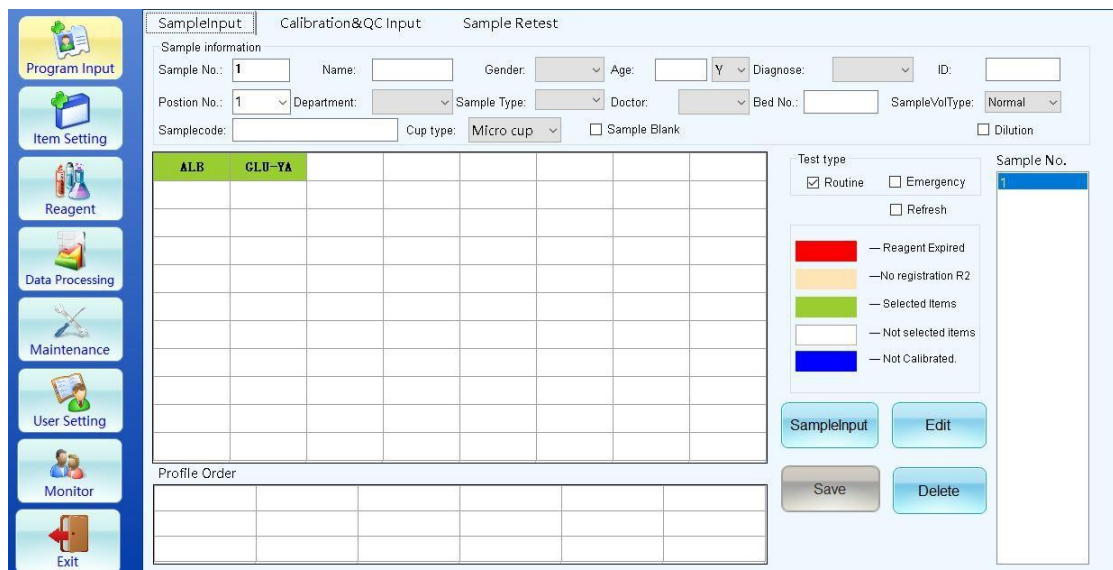 Program Input
Item Setting
Reagent
Data Processing
Maintenance
User Setting
Monitor
Exit
SampleInput Calibration&QC Input Sample Retest
Sample information
Sample No.: 1 Name: Gender: Age: Y Diagnose: ID:
Postion No.: 1 Department: Sample Type: Doctor: Bed No.: SampleVolType: Normal
Samplecode: Cup type: Micro cup Sample Blank Dilution
ALB GLU-YA
Test type
Routine Emergency
Refresh
— Reagent Expired
—No registration R2
— Selected Items
— Not selected items
— Not Calibrated.
SampleInput Edit
Save Delete
Sample No.
1
Profile Order